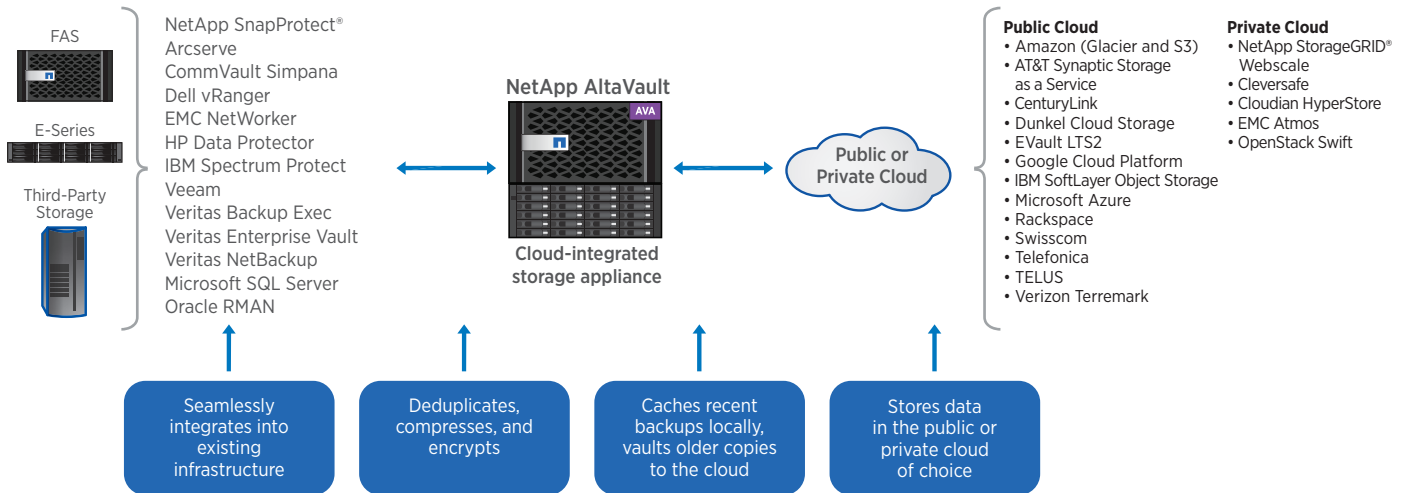 FAS
E-Series
Third-Party
Storage
NetApp SnapProtect®
Arcserve
CommVault Simpana
Dell vRanger
EMC NetWorker
HP Data Protector
IBM Spectrum Protect
Veeam
Veritas Backup Exec
Veritas Enterprise Vault
Veritas NetBackup
Microsoft SQL Server
Oracle RMAN
NetApp AltaVault
AVA
Cloud-integrated
storage appliance
Public or
Private Cloud
Public Cloud
• Amazon (Glacier and S3)
• AT&T Synaptic Storage
as a Service
• CenturyLink
• Dunkel Cloud Storage
• EVault LTS2
• Google Cloud Platform
• IBM SoftLayer Object Storage
• Microsoft Azure
• Rackspace
• Swisscom
• Telefonica
• TELUS
• Verizon Terremark
Private Cloud
• NetApp StorageGRID®
Webscale
• Cleversafe
• Cloudian HyperStore
• EMC Atmos
• OpenStack Swift
Seamlessly
integrates into
existing
infrastructure
Deduplicates,
compresses, and
encrypts
Caches recent
backups locally,
vaults older copies
to the cloud
Stores data
in the public or
private cloud
of choice